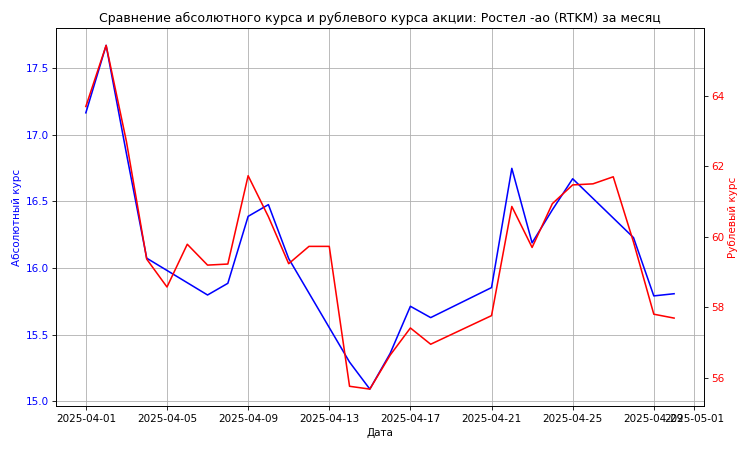 Сравнение абсолютного курса и рублевого курса акции: Ростел -ао (RTKM) за месяц
Абсолютный курс
17.5
17.0
16.5
16.0
15.5
15.0
64
62
60
58
56
Рублевый курс
2025-04-01 2025-04-05 2025-04-09 2025-04-13 2025-04-17 2025-04-21 2025-04-25 2025-04-29 2025-05-01
Дата